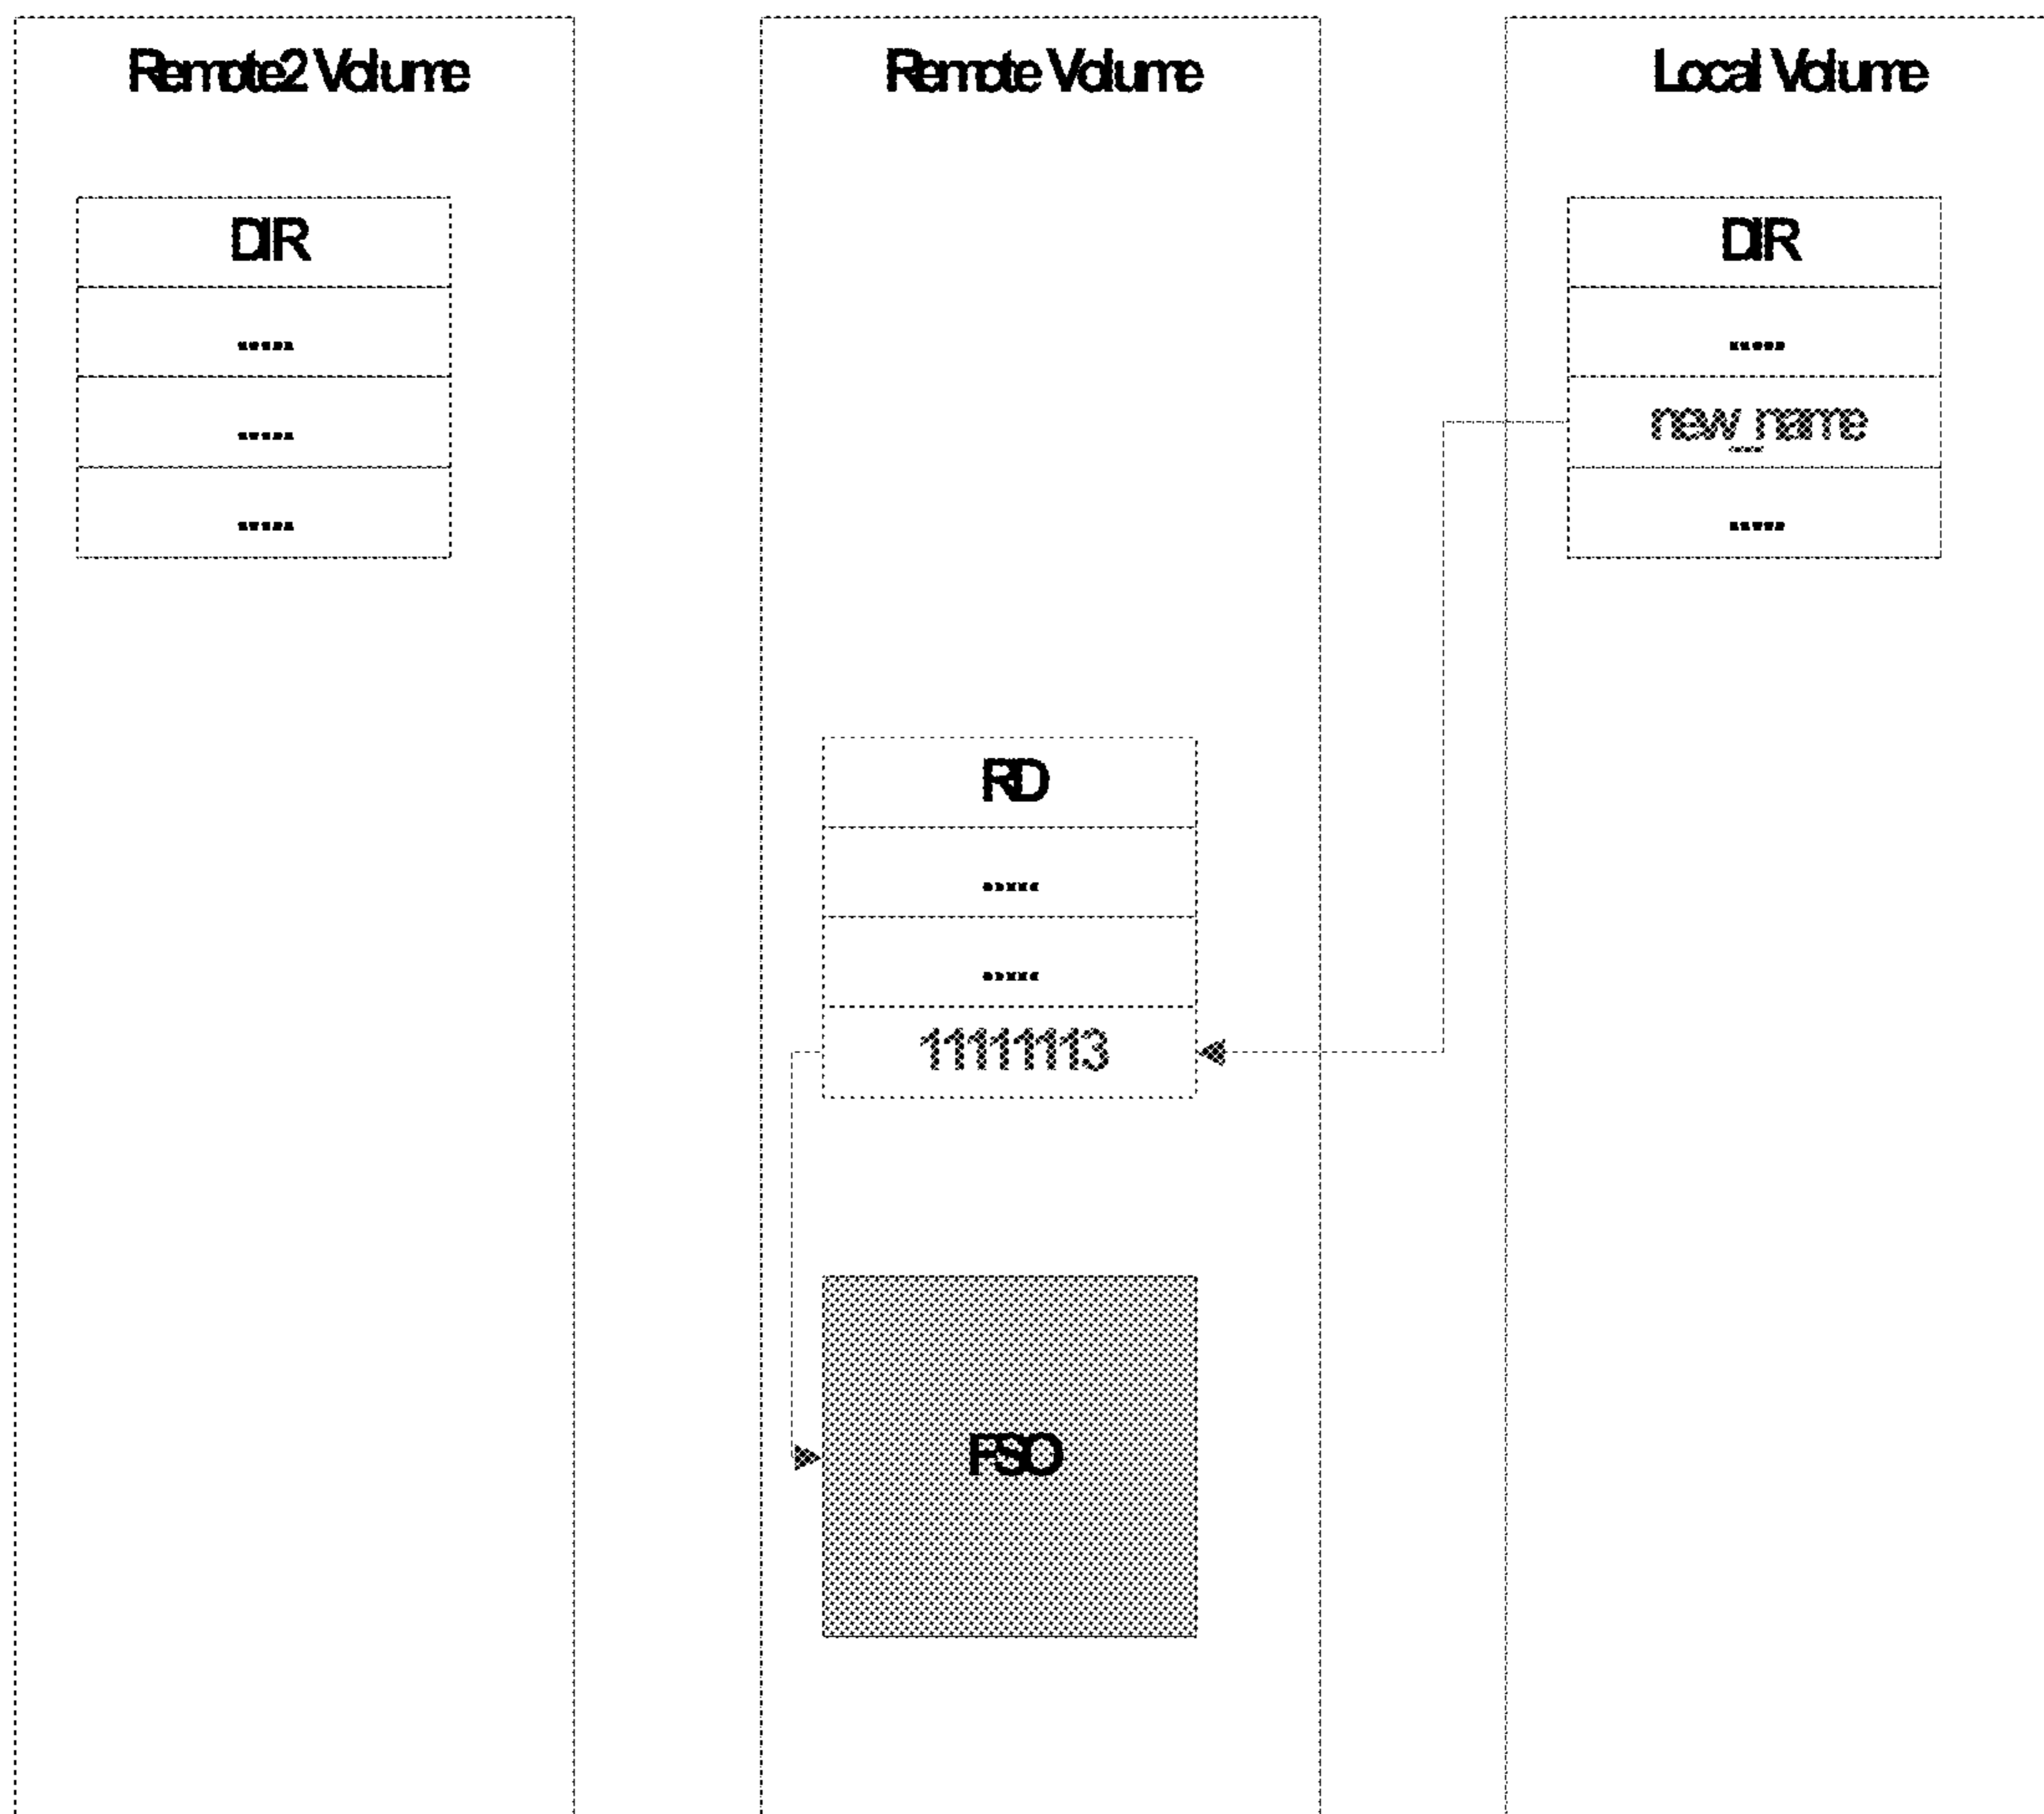 Remote2 Volume
DIR
.....
.....
.....
Remote Volume
RD
.....
.....
11111113
FSO
Local Volume
DIR
.....
new_name
.....